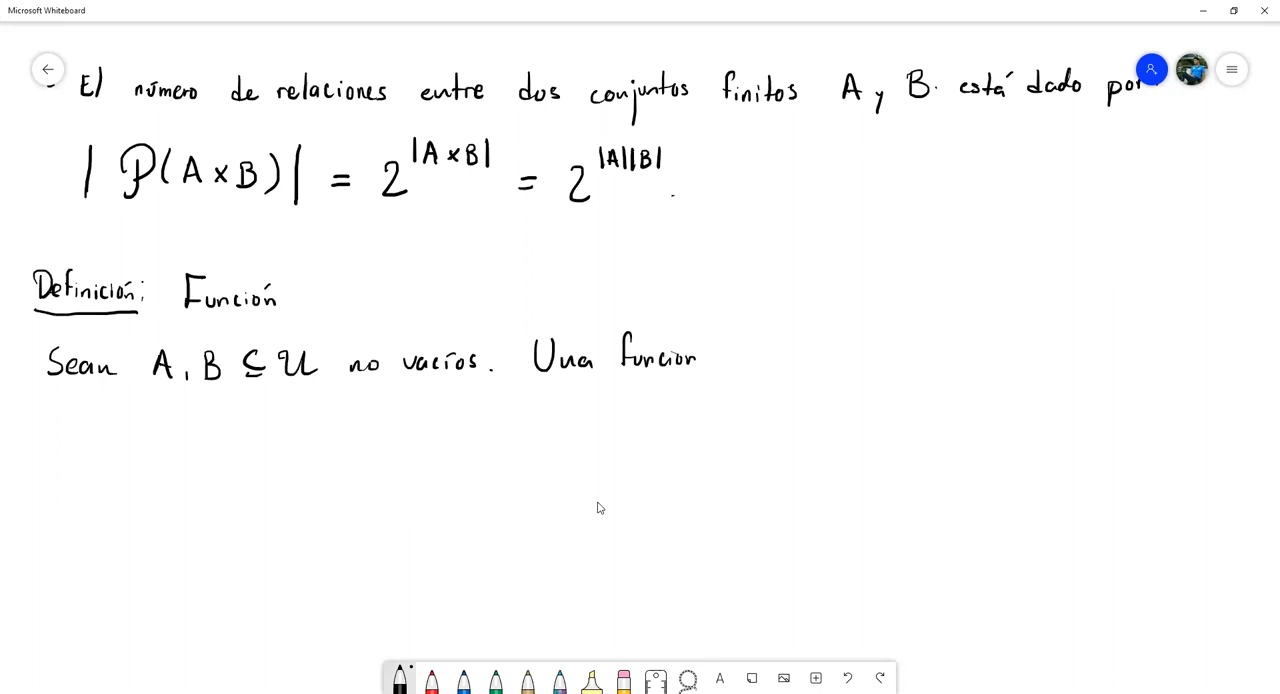 Microsoft Whiteboard
- El número de relaciones entre dos conjuntos finitos A y B. está dado por
| P(A × B) | = 2^|A × B| = 2^|A||B| .
Definición: Función
Sean A, B ⊆ U no vacíos. Una funcion
A